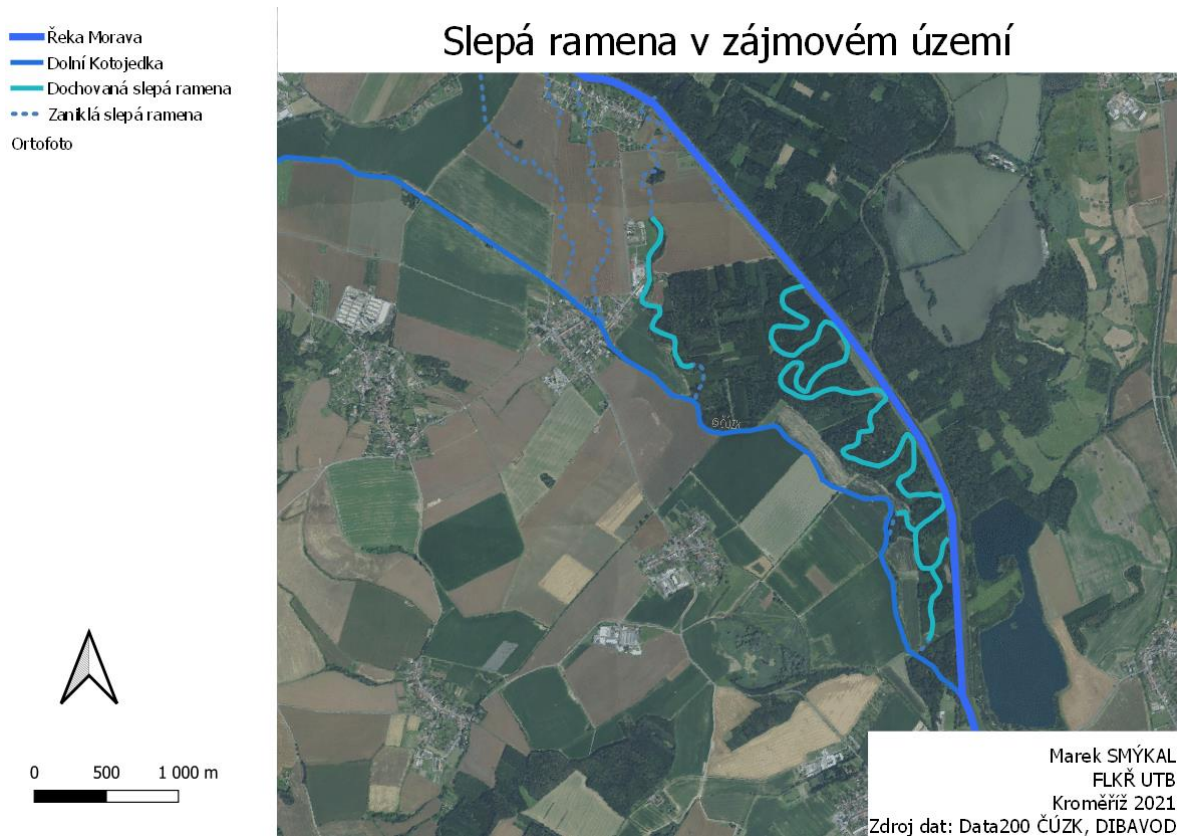 Slepá ramena v zájmovém území
Řeka Morava
Dolní Kotojedka
Dochovaná slepá ramena
Zaniklá slepá ramena
Ortofoto
0 500 1 000 m
Marek SMÝKAL
FLKŘ UTB
Kroměříž 2021
Zdroj dat: Data200 ČÚZK, DIBAVOD